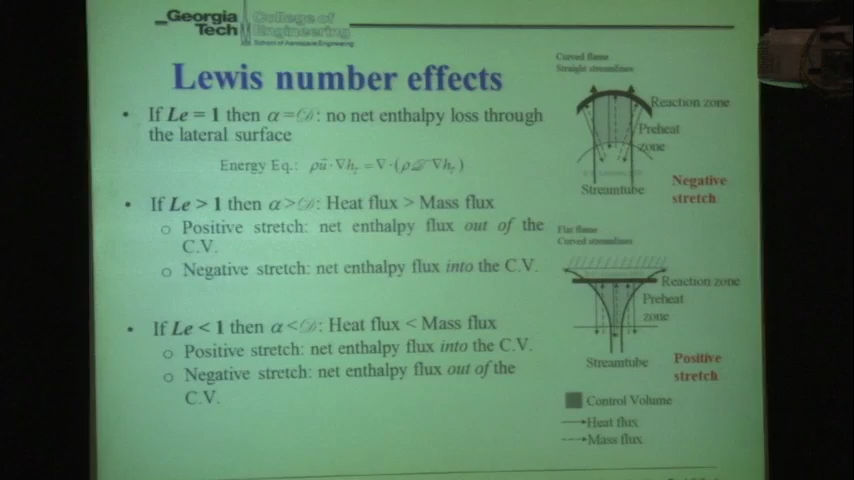 Georgia Tech
College of Engineering
School of Aerospace Engineering
Lewis number effects
• If Le = 1 then α = 𝒟: no net enthalpy loss through
the lateral surface
Energy Eq.: ρu⃗ · ∇h_T = ∇ · (ρ𝒟 ∇h_T)
• If Le > 1 then α > 𝒟: Heat flux > Mass flux
o Positive stretch: net enthalpy flux out of the
C.V.
o Negative stretch: net enthalpy flux into the C.V.
• If Le < 1 then α < 𝒟: Heat flux < Mass flux
o Positive stretch: net enthalpy flux into the C.V.
o Negative stretch: net enthalpy flux out of the
C.V.
Curved flame
Straight streamlines
Reaction zone
Preheat
zone
Streamtube
Negative
stretch
Flat flame
Curved streamlines
Reaction zone
Preheat
zone
Streamtube
Positive
stretch
Control Volume
Heat flux
Mass flux